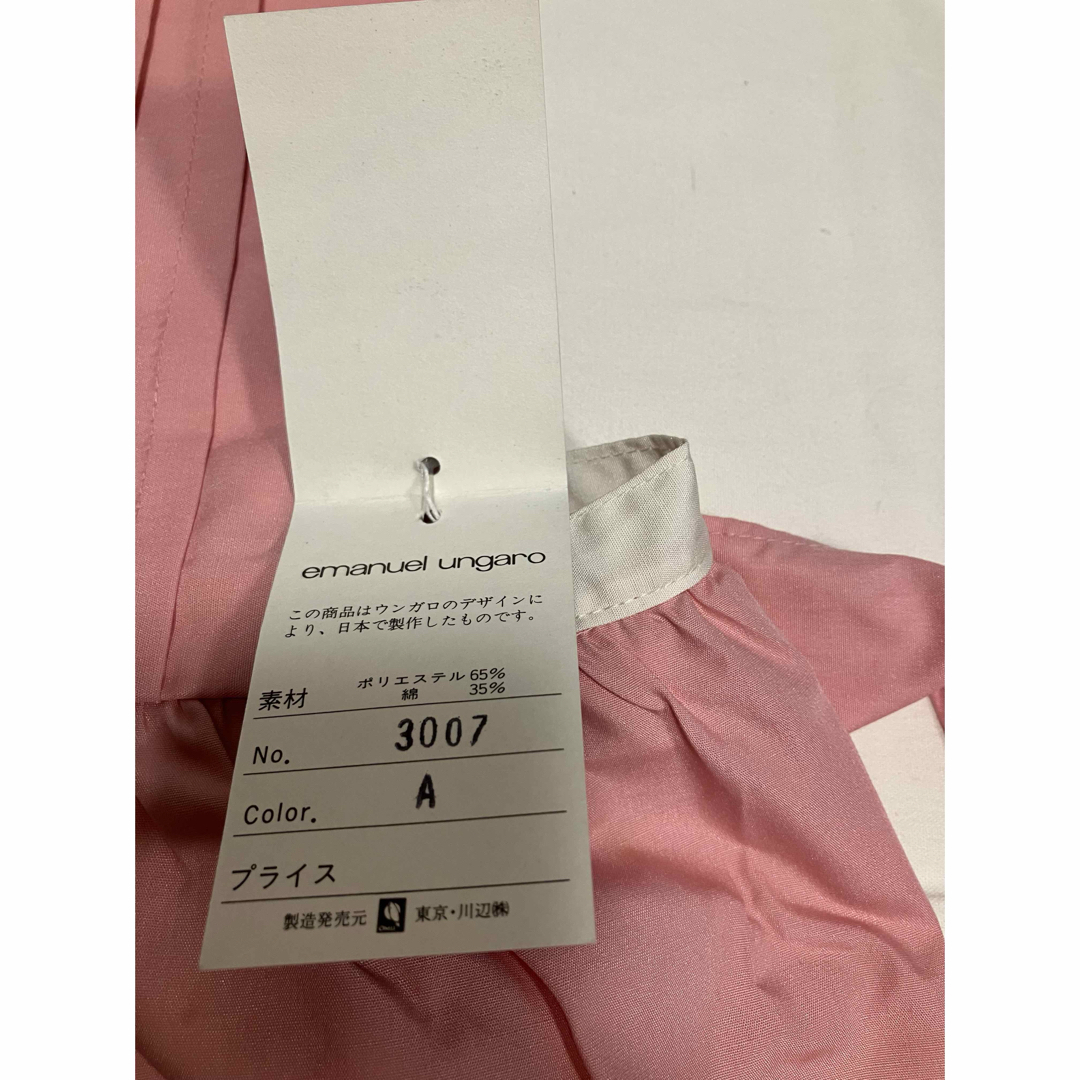 emanuel ungaro
この商品はウンガロのデザインに
より、日本で製作したものです。
素材 ポリエステル 65%
綿 35%
No. 3007
Color. A
プライス
製造発売元 東京・川辺㈱